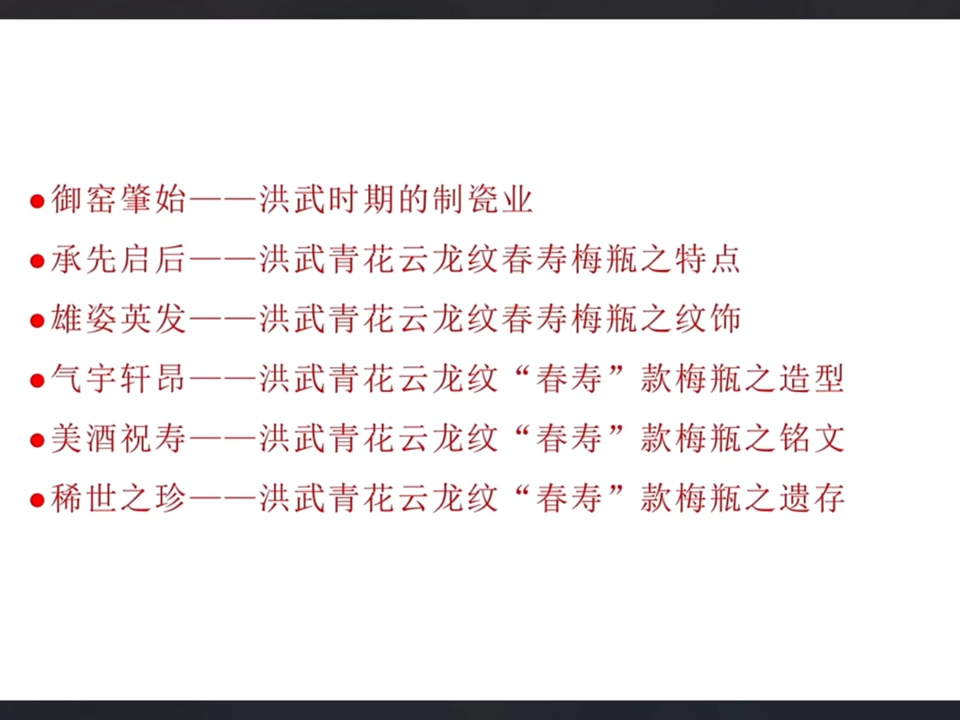 ●御窑肇始——洪武时期的制瓷业
●承先启后——洪武青花云龙纹春寿梅瓶之特点
●雄姿英发——洪武青花云龙纹春寿梅瓶之纹饰
●气宇轩昂——洪武青花云龙纹“春寿”款梅瓶之造型
●美酒祝寿——洪武青花云龙纹“春寿”款梅瓶之铭文
●稀世之珍——洪武青花云龙纹“春寿”款梅瓶之遗存